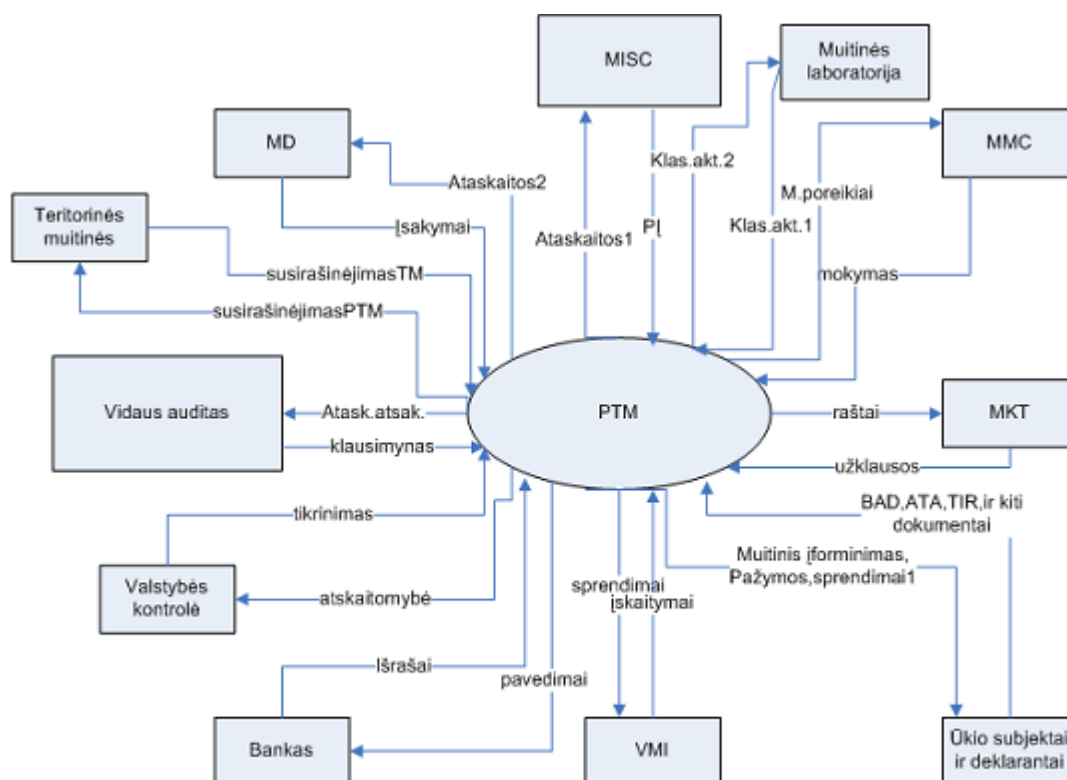 MISC
Muitinės
laboratorija
MD
MMC
Klas.akt.2
Ataskaitos2
M.poreikiai
Teritorinės
muitinės
Įsakymai
Ataskaitos1
PĮ
Klas.akt.1
susirašinėjimasTM
mokymas
susirašinėjimasPTM
Vidaus auditas
Atask.atsak.
PTM
raštai
MKT
klausimynas
užklausos
BAD,ATA,TIR,ir kiti
dokumentai
tikrinimas
Muitinis įforminimas,
Pažymos,sprendimai1
Valstybės
kontrolė
atskaitomybė
sprendimai
įskaitymai
Išrašai
pavedimai
Bankas
VMI
Ūkio subjektai
ir deklarantai